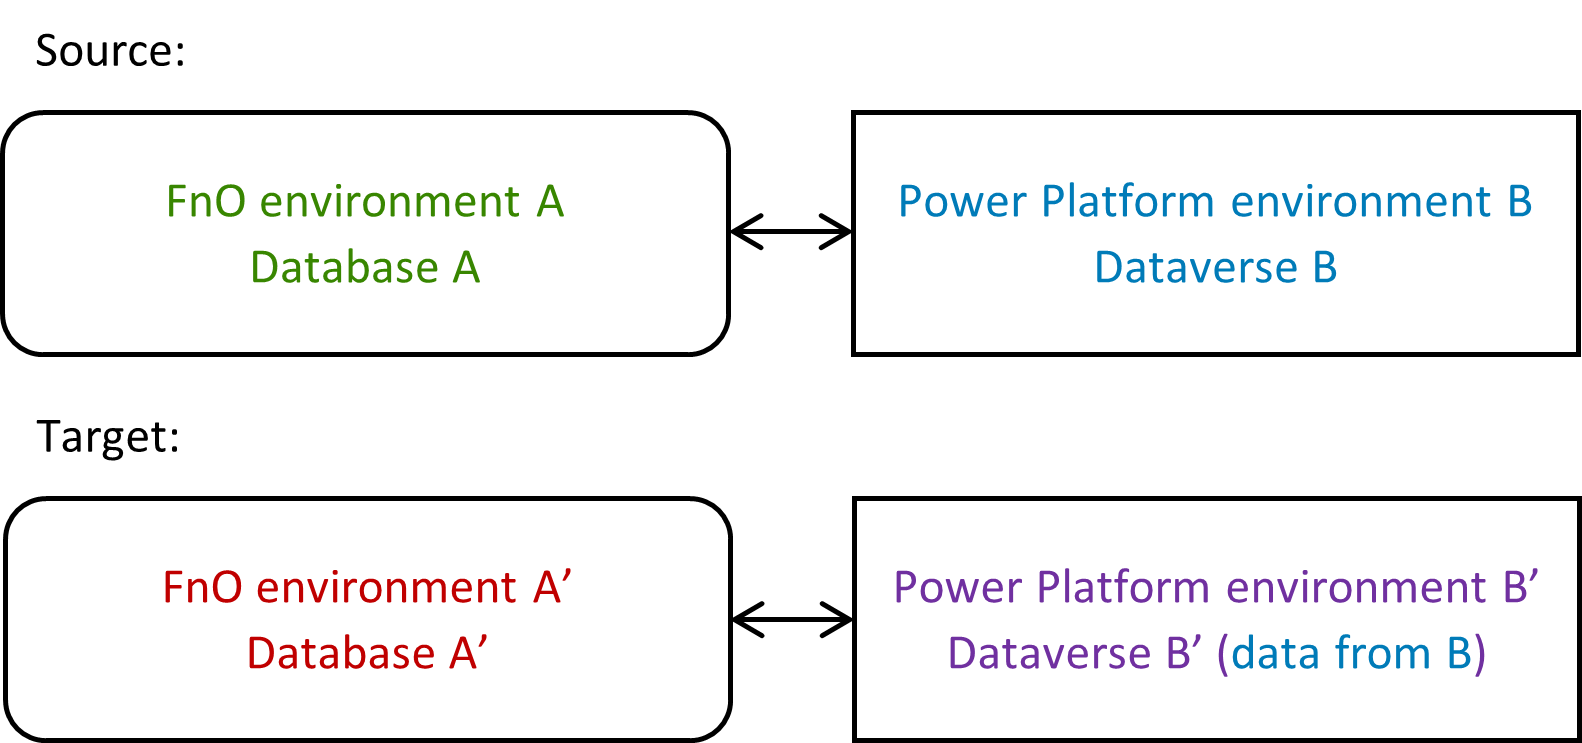 Source:
FnO environment A
Database A
Power Platform environment B
Dataverse B
Target:
FnO environment A’
Database A’
Power Platform environment B’
Dataverse B’ (data from B)